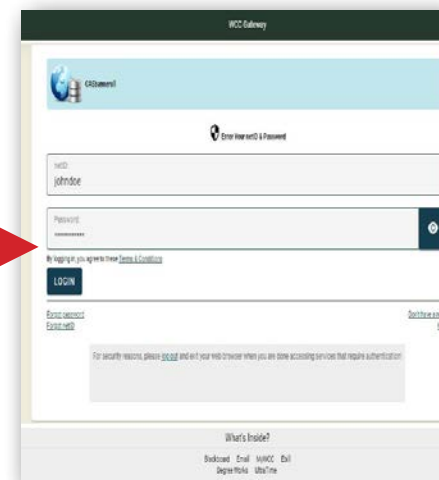 WCC Gateway
Enter Your netID & Password
netID:
johndoe
Password:
By logging in, you agree to these Terms & Conditions
LOGIN
Forgot password
Forgot netID
Don't have a
For security reasons, please log out and exit your web browser when you are done accessing services that require authentication
What's Inside?
Blackboard Email MyWCC
DegreeWorks UltraTime